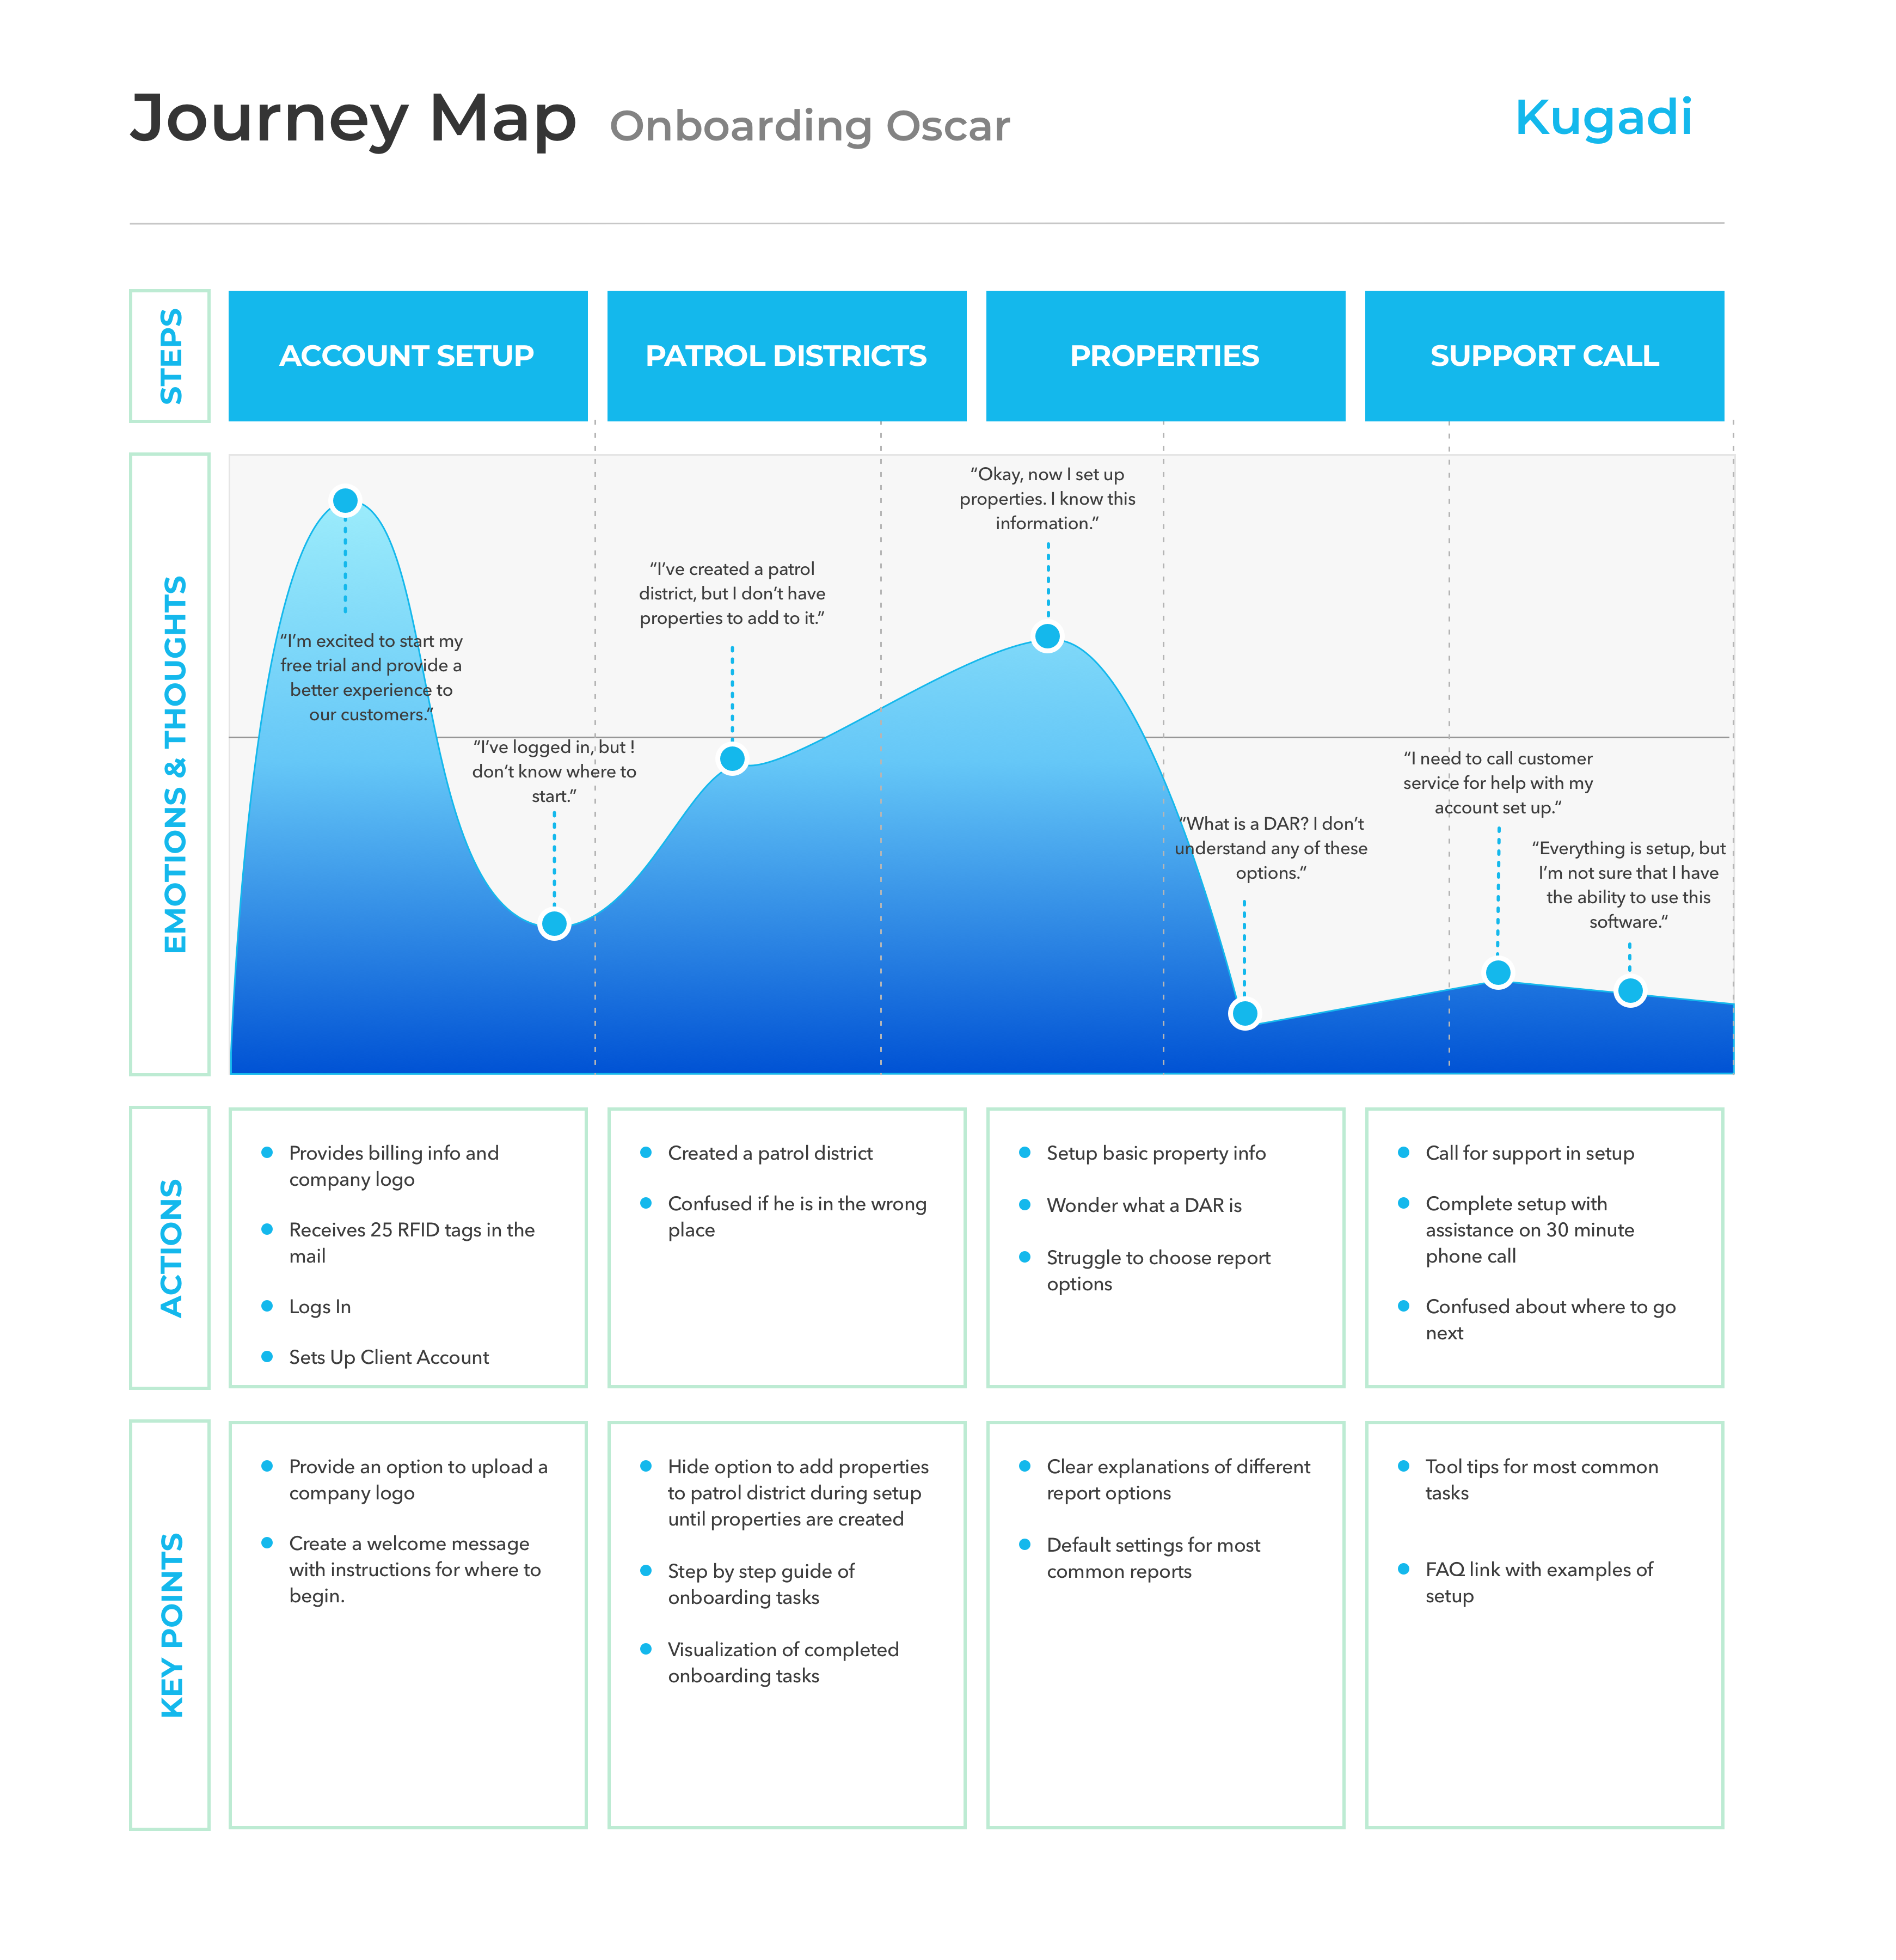 Journey Map Onboarding Oscar
Kugadi
STEPS
ACCOUNT SETUP
PATROL DISTRICTS
PROPERTIES
SUPPORT CALL
EMOTIONS & THOUGHTS
“I’m excited to start my
free trial and provide a
better experience to
our customers.”
“I’ve logged in, but !
don’t know where to
start.”
“I’ve created a patrol
district, but I don’t have
properties to add to it.”
“Okay, now I set up
properties. I know this
information.”
“What is a DAR? I don’t
understand any of these
options.”
“I need to call customer
service for help with my
account set up.“
“Everything is setup, but
I’m not sure that I have
the ability to use this
software.“
ACTIONS
Provides billing info and
company logo
Receives 25 RFID tags in the
mail
Logs In
Sets Up Client Account
Created a patrol district
Confused if he is in the wrong
place
Setup basic property info
Wonder what a DAR is
Struggle to choose report
options
Call for support in setup
Complete setup with
assistance on 30 minute
phone call
Confused about where to go
next
KEY POINTS
Provide an option to upload a
company logo
Create a welcome message
with instructions for where to
begin.
Hide option to add properties
to patrol district during setup
until properties are created
Step by step guide of
onboarding tasks
Visualization of completed
onboarding tasks
Clear explanations of different
report options
Default settings for most
common reports
Tool tips for most common
tasks
FAQ link with examples of
setup